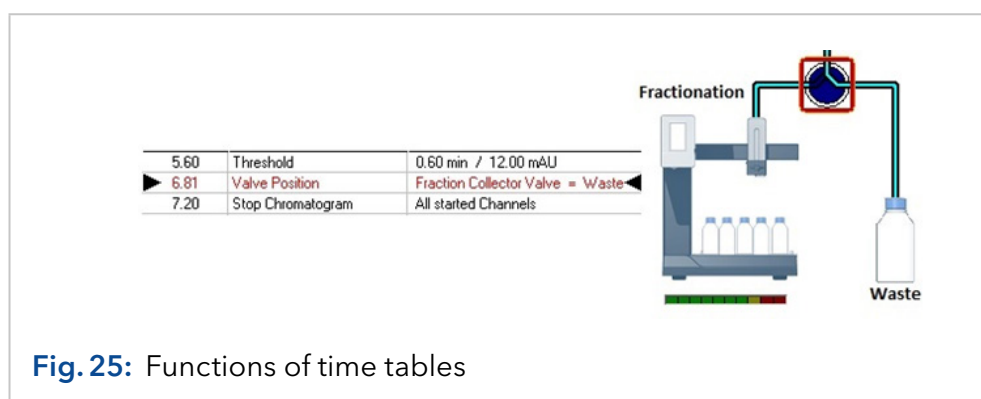 Fractionation
5.60 Threshold 0.60 min / 12.00 mAU
6.81 Valve Position Fraction Collector Valve = Waste
7.20 Stop Chromatogram All started Channels
Waste
Fig. 25: Functions of time tables